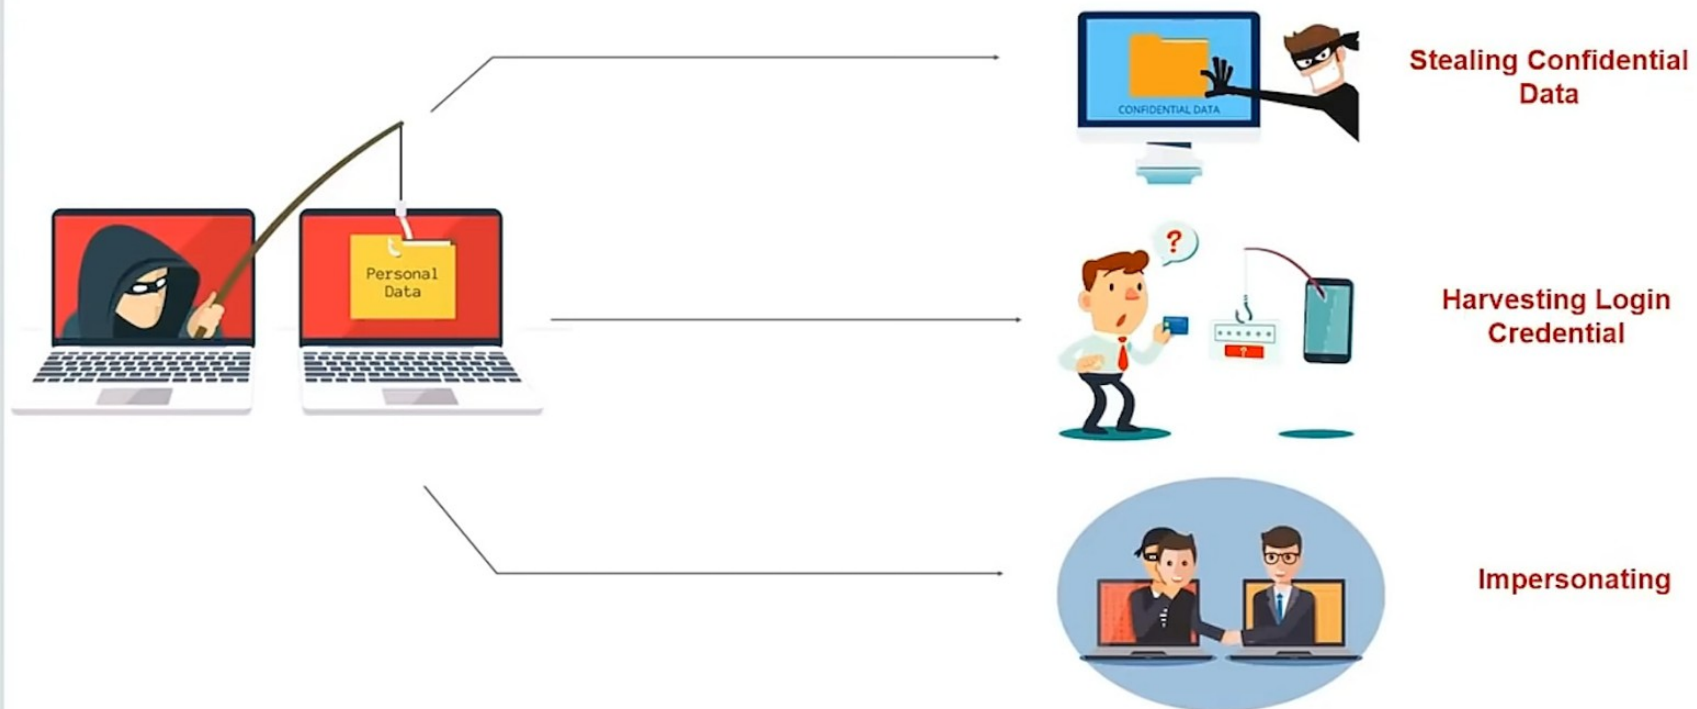 Personal
Data
CONFIDENTIAL DATA
Stealing Confidential
Data
?
******
?
Harvesting Login
Credential
Impersonating